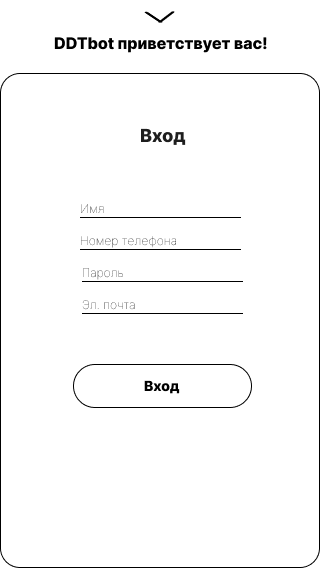 DDTbot приветствует вас!
Вход
Имя
Номер телефона
Пароль
Эл. почта
Вход